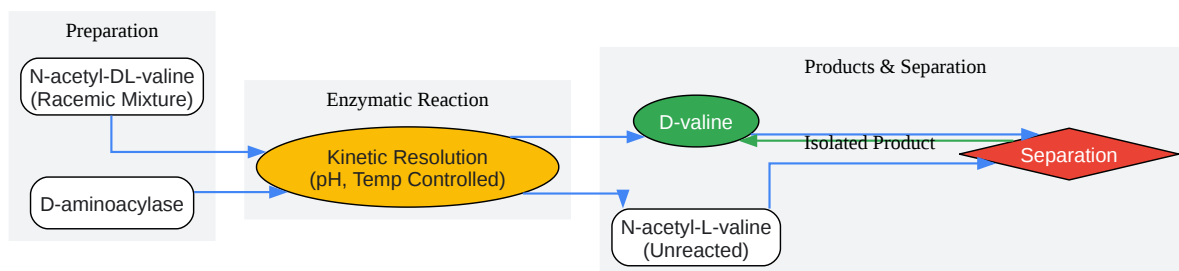 Preparation
N-acetyl-DL-valine
(Racemic Mixture)
D-aminoacylase
Enzymatic Reaction
Kinetic Resolution
(pH, Temp Controlled)
Products & Separation
D-valine
Isolated Product
Separation
N-acetyl-L-valine
(Unreacted)